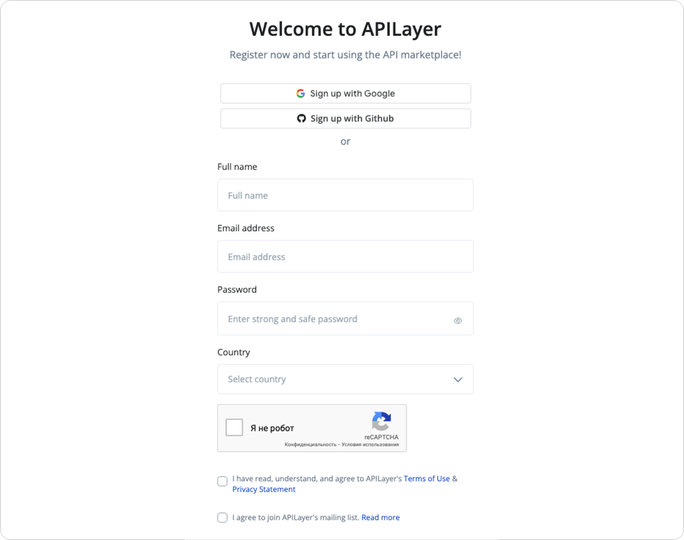 Welcome to APILayer
Register now and start using the API marketplace!
Sign up with Google
Sign up with Github
or
Full name
Full name
Email address
Email address
Password
Enter strong and safe password
Country
Select country
Я не робот
reCAPTCHA
Конфиденциальность - Условия использования
I have read, understand, and agree to APILayer's Terms of Use &
Privacy Statement
I agree to join APILayer's mailing list. Read more